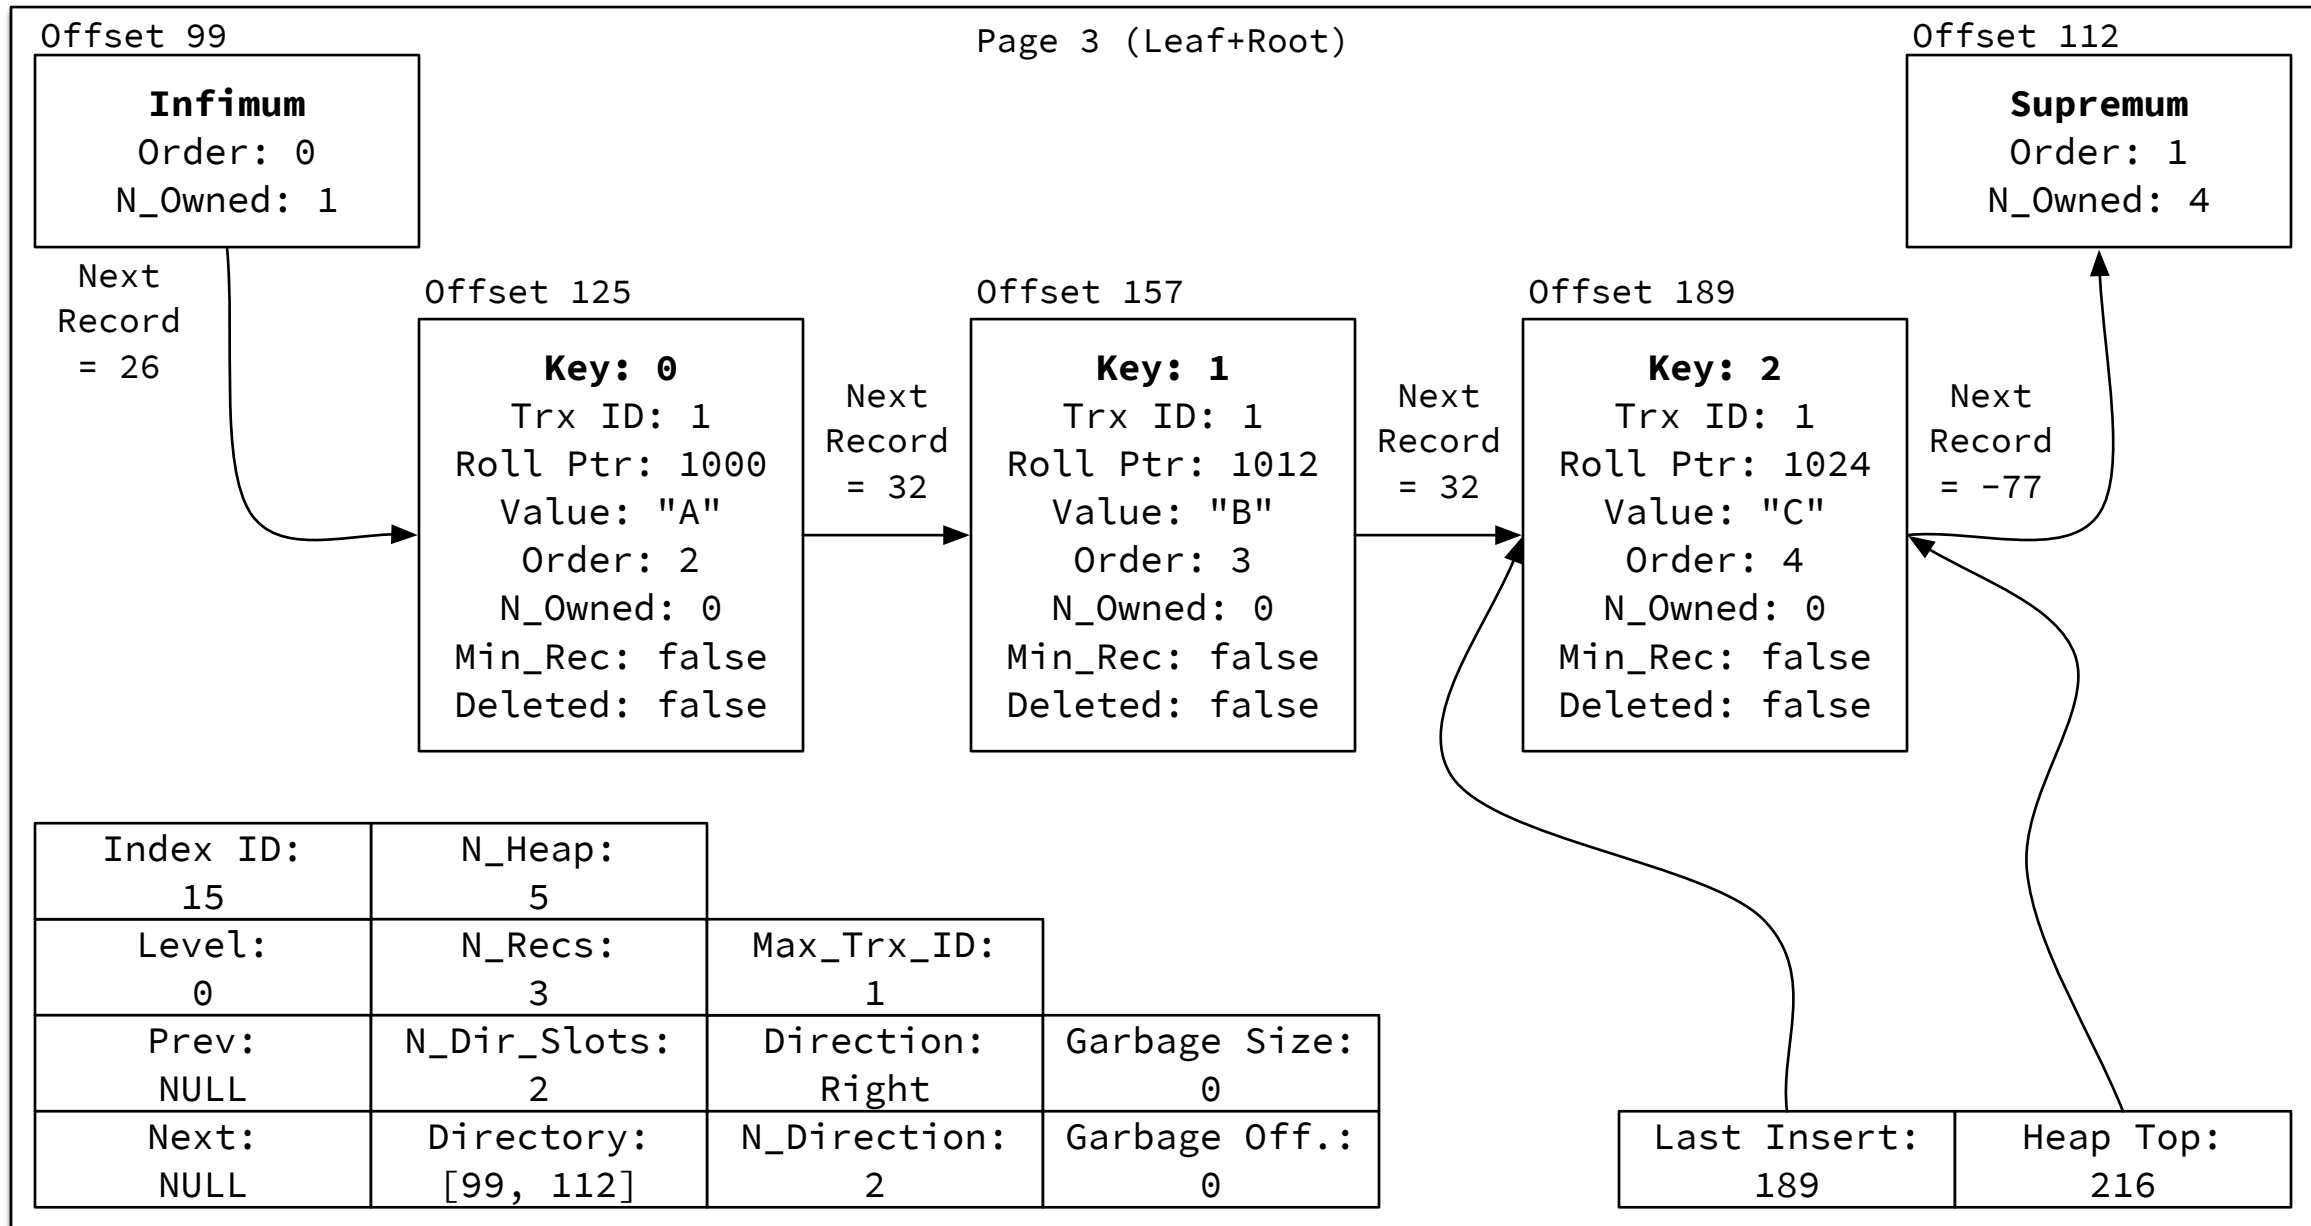 Page 3 (Leaf+Root)
Offset 99
Infimum
Order: 0
N_Owned: 1
Next
Record
= 26
Offset 125
Key: 0
Trx ID: 1
Roll Ptr: 1000
Value: "A"
Order: 2
N_Owned: 0
Min_Rec: false
Deleted: false
Next
Record
= 32
Offset 157
Key: 1
Trx ID: 1
Roll Ptr: 1012
Value: "B"
Order: 3
N_Owned: 0
Min_Rec: false
Deleted: false
Next
Record
= 32
Offset 189
Key: 2
Trx ID: 1
Roll Ptr: 1024
Value: "C"
Order: 4
N_Owned: 0
Min_Rec: false
Deleted: false
Next
Record
= -77
Offset 112
Supremum
Order: 1
N_Owned: 4
Index ID:
15
N_Heap:
5
Level:
0
N_Recs:
3
Max_Trx_ID:
1
Prev:
NULL
N_Dir_Slots:
2
Direction:
Right
Garbage Size:
0
Next:
NULL
Directory:
[99, 112]
N_Direction:
2
Garbage Off.:
0
Last Insert:
189
Heap Top:
216